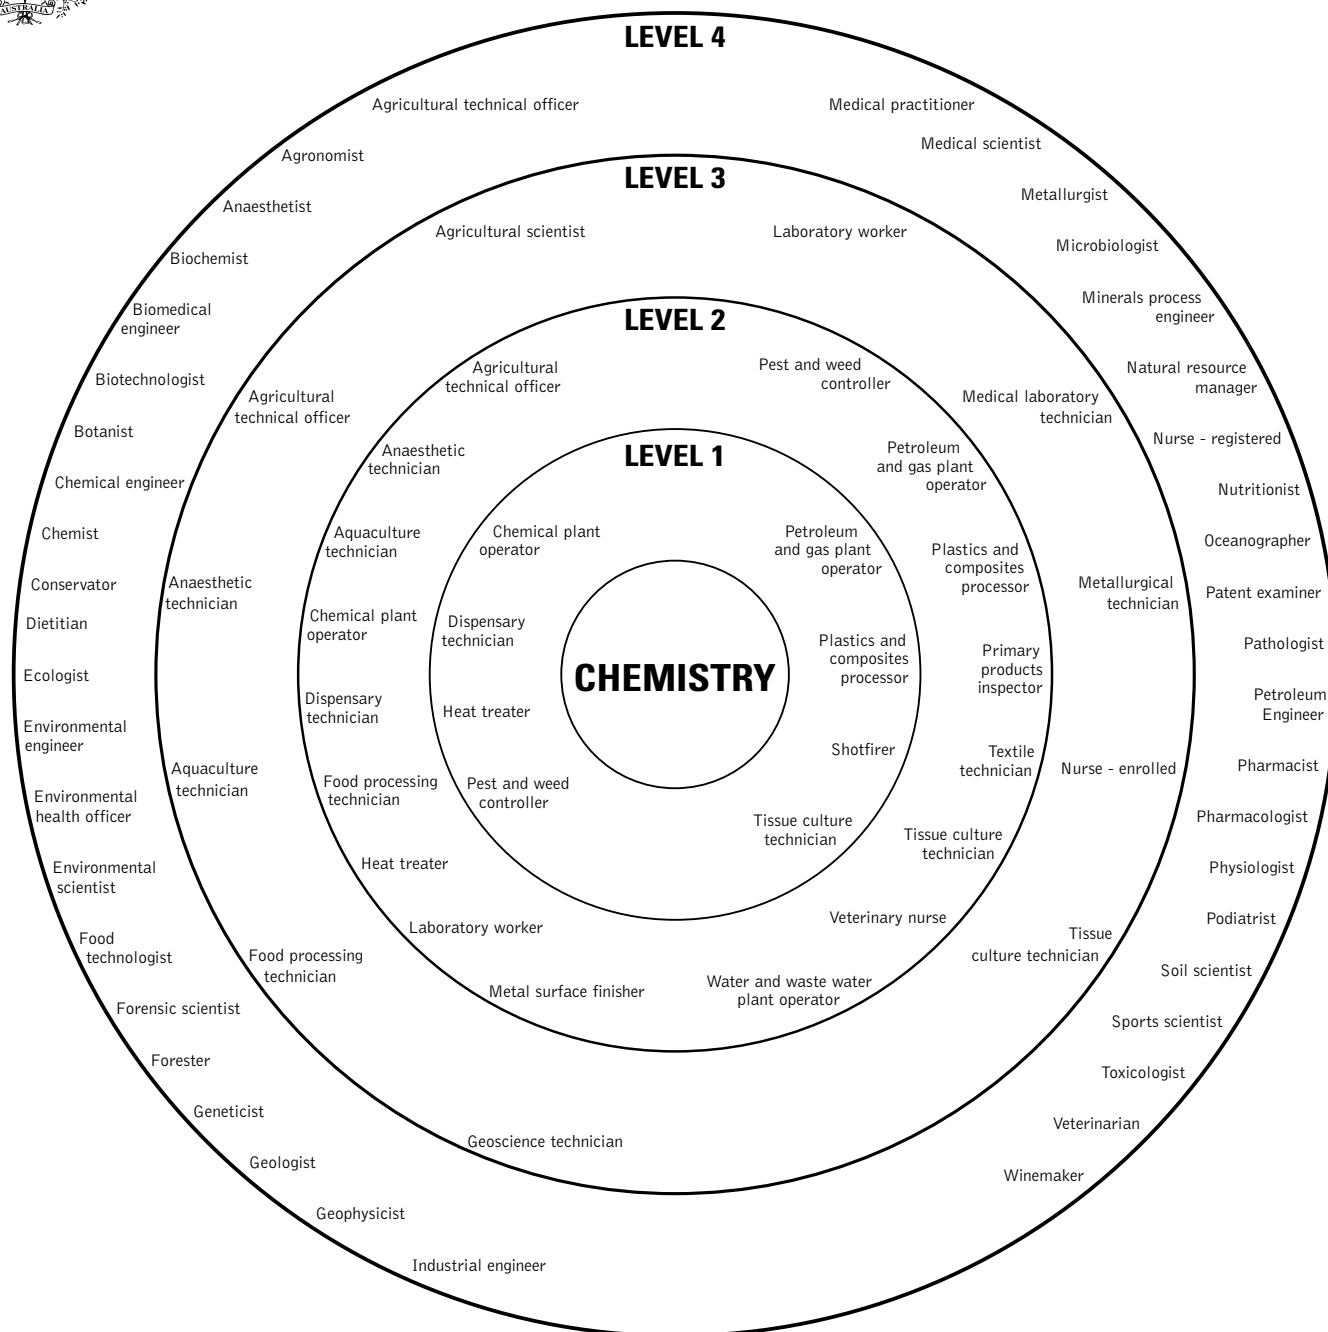 AUSTRALIA
LEVEL 4
Agricultural technical officer
Agronomist
Anaesthetist
Biochemist
Biomedical
engineer
Biotechnologist
Botanist
Chemical engineer
Chemist
Conservator
Dietitian
Ecologist
Environmental
engineer
Environmental
health officer
Environmental
scientist
Food
technologist
Forensic scientist
Forester
Geneticist
Geologist
Geophysicist
Industrial engineer
Medical practitioner
Medical scientist
Metallurgist
Microbiologist
Minerals process
engineer
Natural resource
manager
Nurse - registered
Nutritionist
Oceanographer
Patent examiner
Pathologist
Petroleum
Engineer
Pharmacist
Pharmacologist
Physiologist
Podiatrist
Soil scientist
Sports scientist
Toxicologist
Veterinarian
Winemaker
LEVEL 3
Agricultural scientist
Agricultural
technical officer
Anaesthetic
technician
Aquaculture
technician
Food processing
technician
Geoscience technician
Laboratory worker
Medical laboratory
technician
Metallurgical
technician
Nurse - enrolled
Tissue
culture technician
LEVEL 2
Agricultural
technical officer
Anaesthetic
technician
Aquaculture
technician
Chemical plant
operator
Dispensary
technician
Food processing
technician
Heat treater
Laboratory worker
Metal surface finisher
Pest and weed
controller
Petroleum
and gas plant
operator
Plastics and
composites
processor
Primary
products
inspector
Textile
technician
Tissue culture
technician
Veterinary nurse
Water and waste water
plant operator
LEVEL 1
Chemical plant
operator
Dispensary
technician
Heat treater
Pest and weed
controller
Petroleum
and gas plant
operator
Plastics and
composites
processor
Shotfirer
Tissue culture
technician
CHEMISTRY